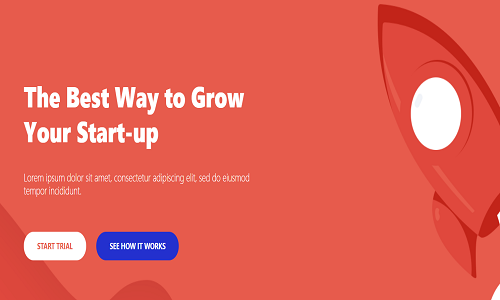 The Best Way to Grow
Your Start-up
Lorem ipsum dolor sit amet, consectetur adipiscing elit, sed do eiusmod
tempor incididunt.
START TRIAL
SEE HOW IT WORKS